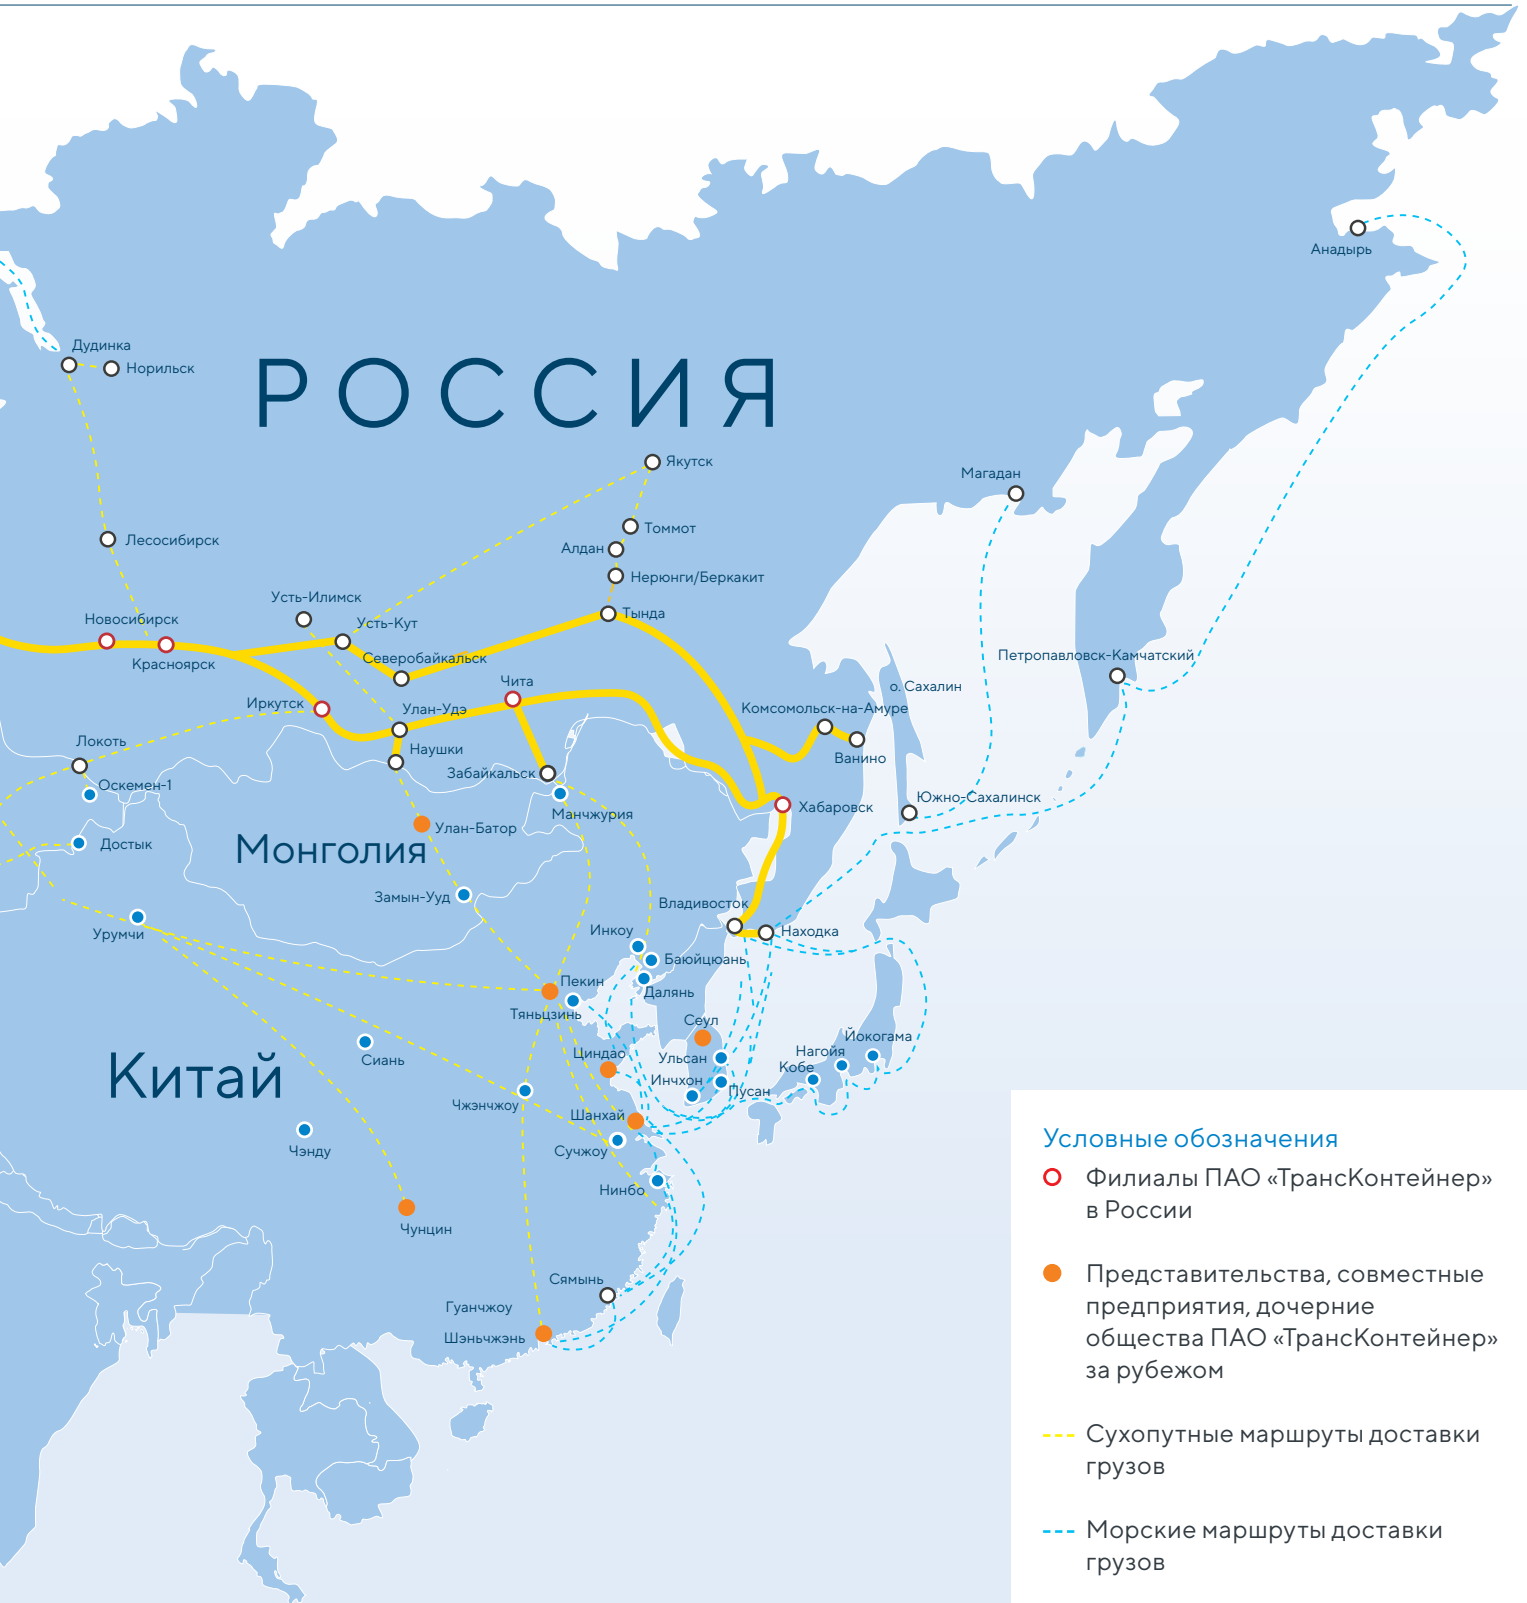 Анадырь
Дудинка
Норильск
РОССИЯ
Якутск
Магадан
Томмот
Лесосибирск
Алдан
Нерюнги/Беркакит
Усть-Илимск
Тында
Новосибирск
Усть-Кут
Красноярск
Северобайкальск
Петропавловск-Камчатский
Чита
о. Сахалин
Иркутск
Улан-Удэ
Комсомольск-на-Амуре
Локоть
Наушки
Ванино
Забайкальск
Оскемен-1
Южно-Сахалинск
Манчжурия
Хабаровск
Улан-Батор
Достык
Монголия
Замын-Ууд
Владивосток
Урумчи
Инкоу
Находка
Баюйцюань
Пекин
Далянь
Тяньцзинь
Сеул
Йокогама
Циндао
Нагойя
Сиань
Ульсан
Кобе
Китай
Инчхон
Пусан
Чжэнчжоу
Шанхай
Чэнду
Сучжоу
Нинбо
Чунцин
Сямынь
Гуанчжоу
Шэньчжэнь
Условные обозначения
Филиалы ПАО «ТрансКонтейнер»
в России
Представительства, совместные
предприятия, дочерние
общества ПАО «ТрансКонтейнер»
за рубежом
Сухопутные маршруты доставки
грузов
Морские маршруты доставки
грузов